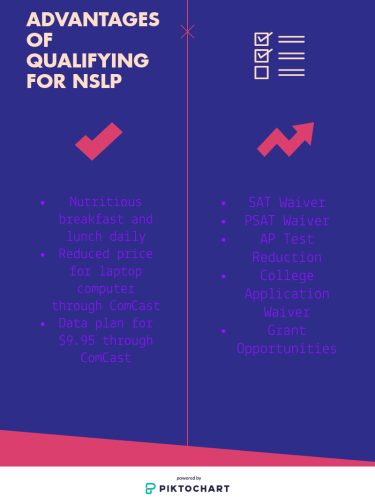 ADVANTAGES
OF
QUALIFYING
FOR NSLP
Nutritious
breakfast and
lunch daily
Reduced price
for laptop
computer
through ComCast
Data plan for
$9.95 through
ComCast
SAT Waiver
PSAT Waiver
AP Test
Reduction
College
Application
Waiver
Grant
Opportunities
powered by
PIKTOCHART